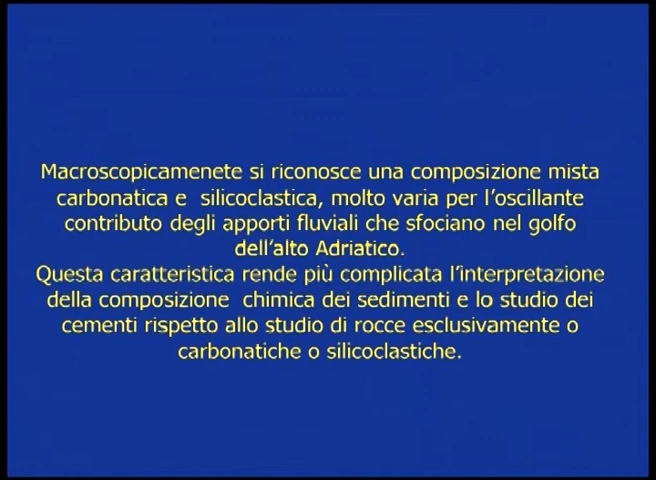 Macroscopicamenete si riconosce una composizione mista
carbonatica e silicoclastica, molto varia per l'oscillante
contributo degli apporti fluviali che sfociano nel golfo
dell'alto Adriatico.
Questa caratteristica rende più complicata l'interpretazione
della composizione chimica dei sedimenti e lo studio dei
cementi rispetto allo studio di rocce esclusivamente o
carbonatiche o silicoclastiche.